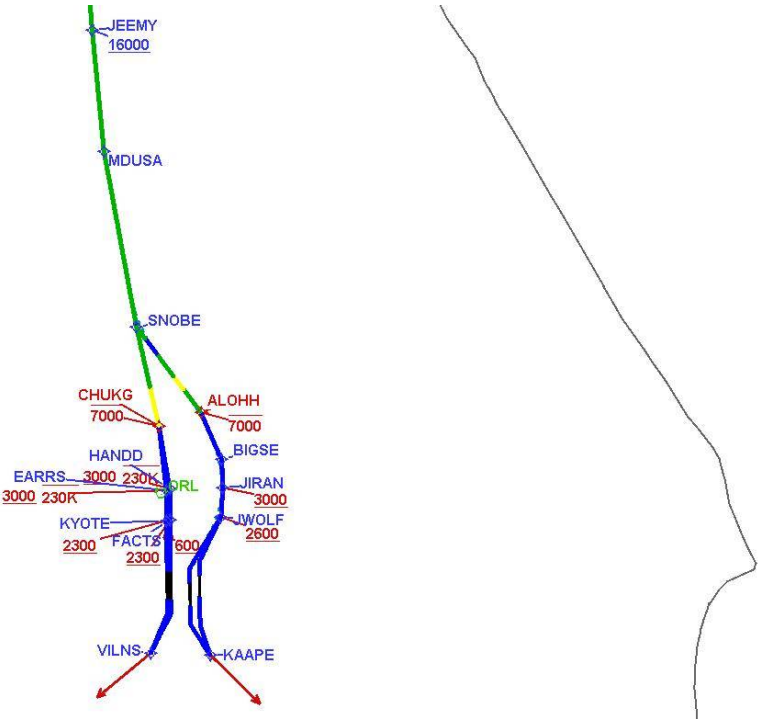 JEEMY
16000
MDUSA
SNOBE
CHUKG
7000
ALOHH
7000
HANDD
3000 230K
BIGSE
EARRS
ORL
JIRAN
3000 230K
3000
KYOTE
JWOLF
2300
FACTS
600
2600
2300
VILNS
KAAPE